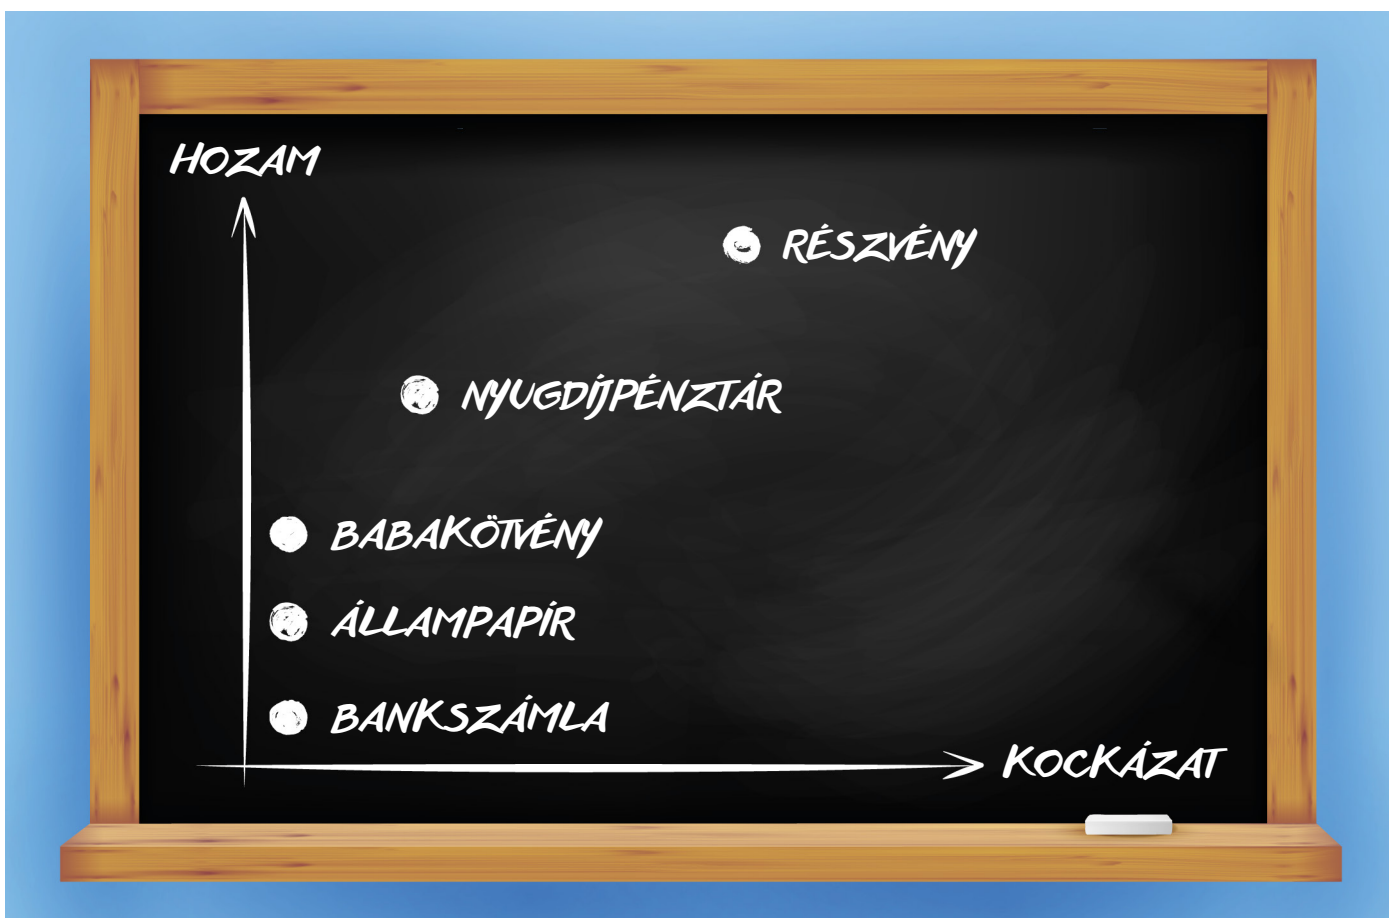 HOZAM
RÉSZVÉNY
NYUGDÍJPÉNZTÁR
BABAKÖTVÉNY
ÁLLAMPAPÍR
BANKSZÁMLA
KOCKÁZAT